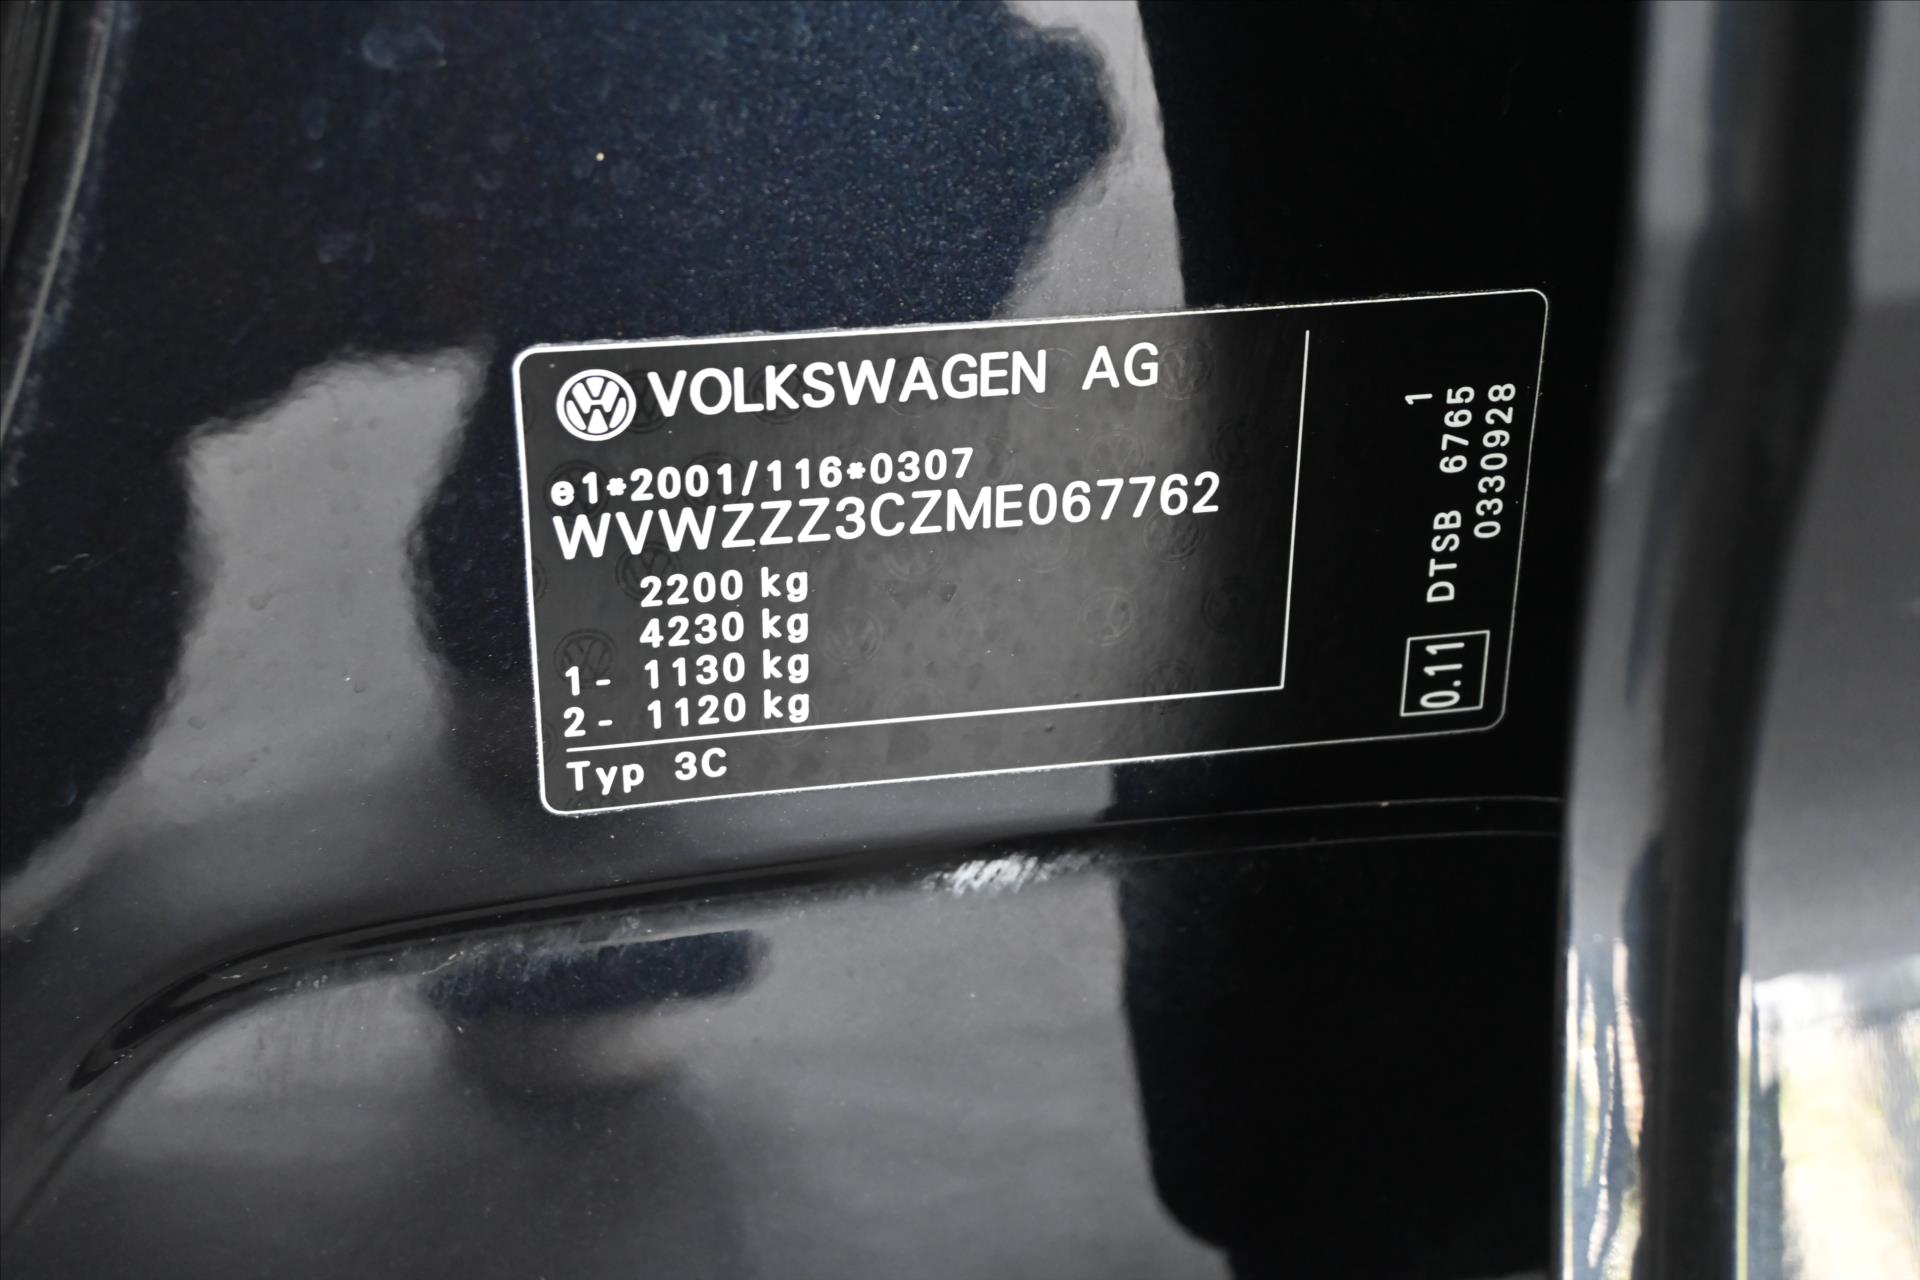 VOLKSWAGEN AG
e1*2001/116*0307
WVWZZZ3CZME067762
2200 kg
4230 kg
1- 1130 kg
2- 1120 kg
Typ 3C
0.11
1
DTSB 6765
0330928